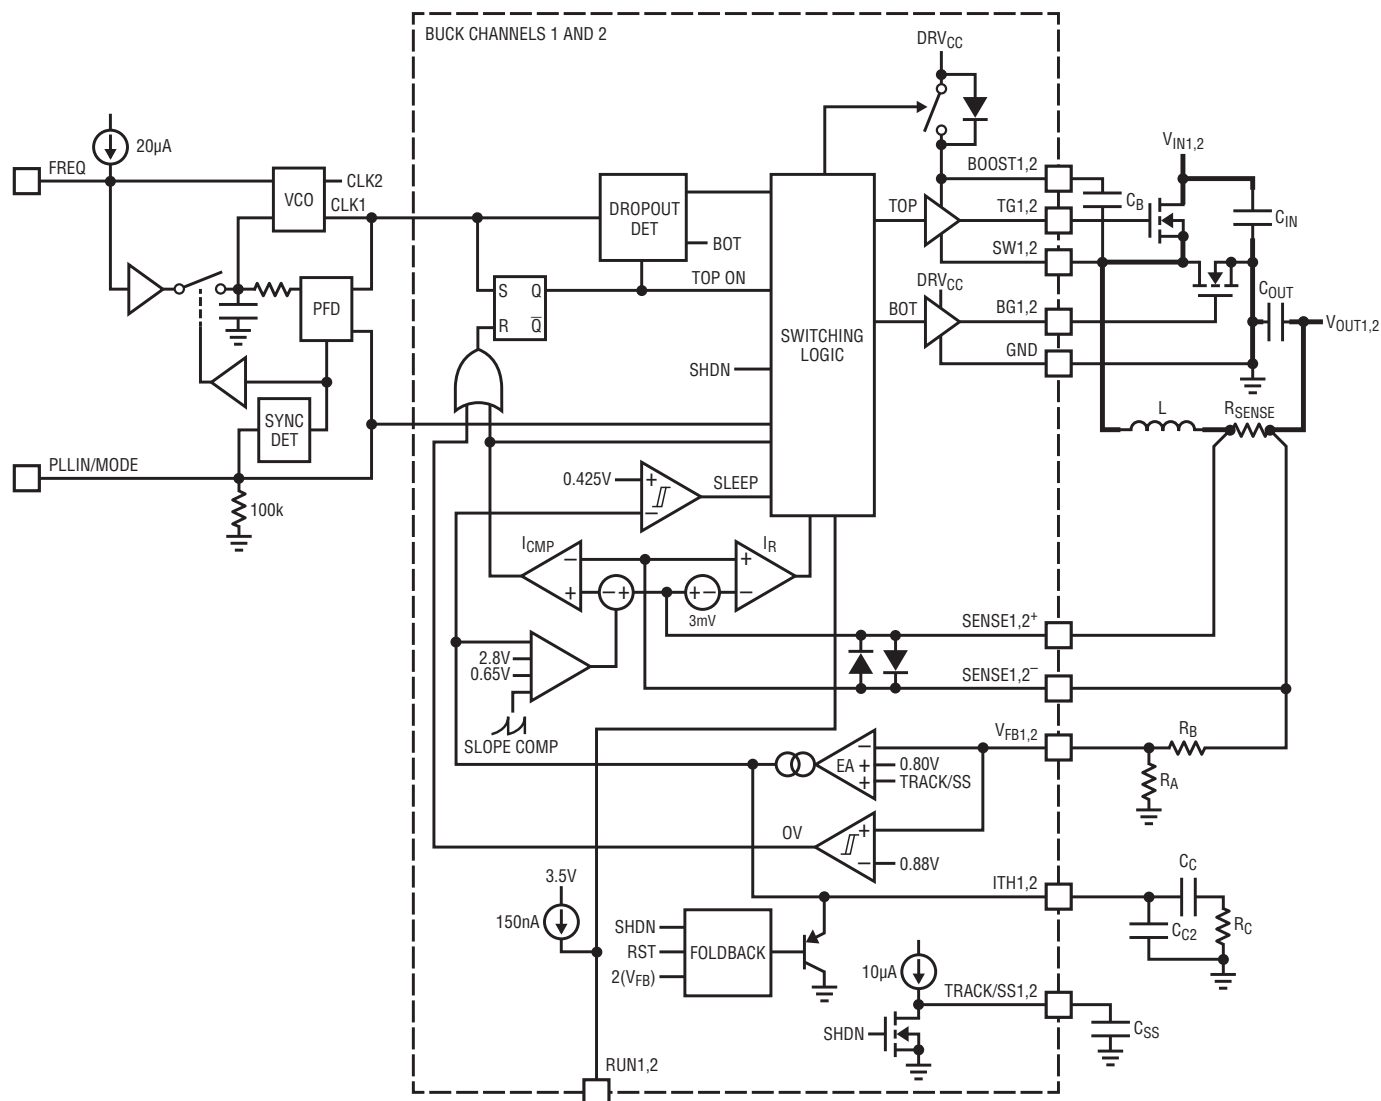 BUCK CHANNELS 1 AND 2
DRVCC
20µA
FREQ
VCO
CLK2
CLK1
PFD
SYNC
DET
PLLIN/MODE
100k
DROPOUT
DET
BOT
TOP ON
S Q
R Q̅
SHDN
SWITCHING
LOGIC
TOP
BOT
DRVCC
BOOST1,2
TG1,2
SW1,2
BG1,2
GND
VIN1,2
CB
CIN
COUT
VOUT1,2
L
RSENSE
0.425V
+
−
SLEEP
ICMP
−
+
− +
+ −
3mV
IR
+
−
2.8V
0.65V
SLOPE COMP
SENSE1,2+
SENSE1,2−
VFB1,2
RB
RA
EA
−
+
+
0.80V
TRACK/SS
OV
+
−
0.88V
3.5V
150nA
SHDN
RST
2(VFB)
FOLDBACK
ITH1,2
CC
CC2
RC
10µA
TRACK/SS1,2
SHDN
CSS
RUN1,2